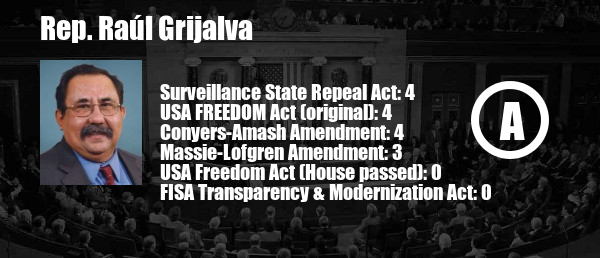 Rep. Raúl Grijalva
Surveillance State Repeal Act: 4
USA FREEDOM Act (original): 4
Conyers-Amash Amendment: 4
Massie-Lofgren Amendment: 3
USA Freedom Act (House passed): 0
FISA Transparency & Modernization Act: 0
A